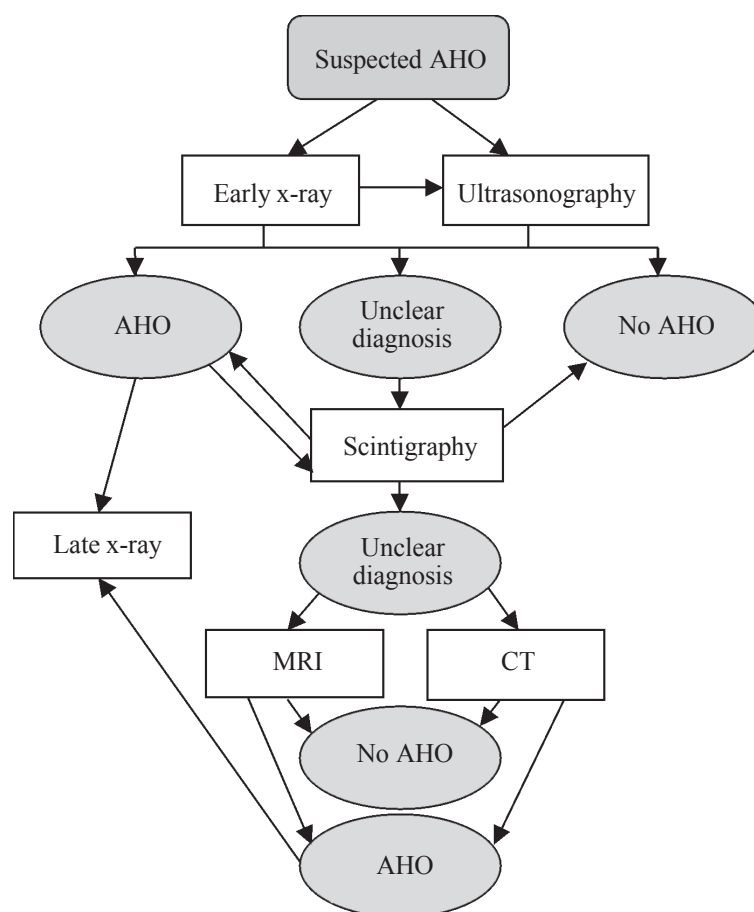 Suspected AHO
Early x-ray
Ultrasonography
AHO
Unclear
diagnosis
No AHO
Scintigraphy
Late x-ray
Unclear
diagnosis
MRI
CT
No AHO
AHO